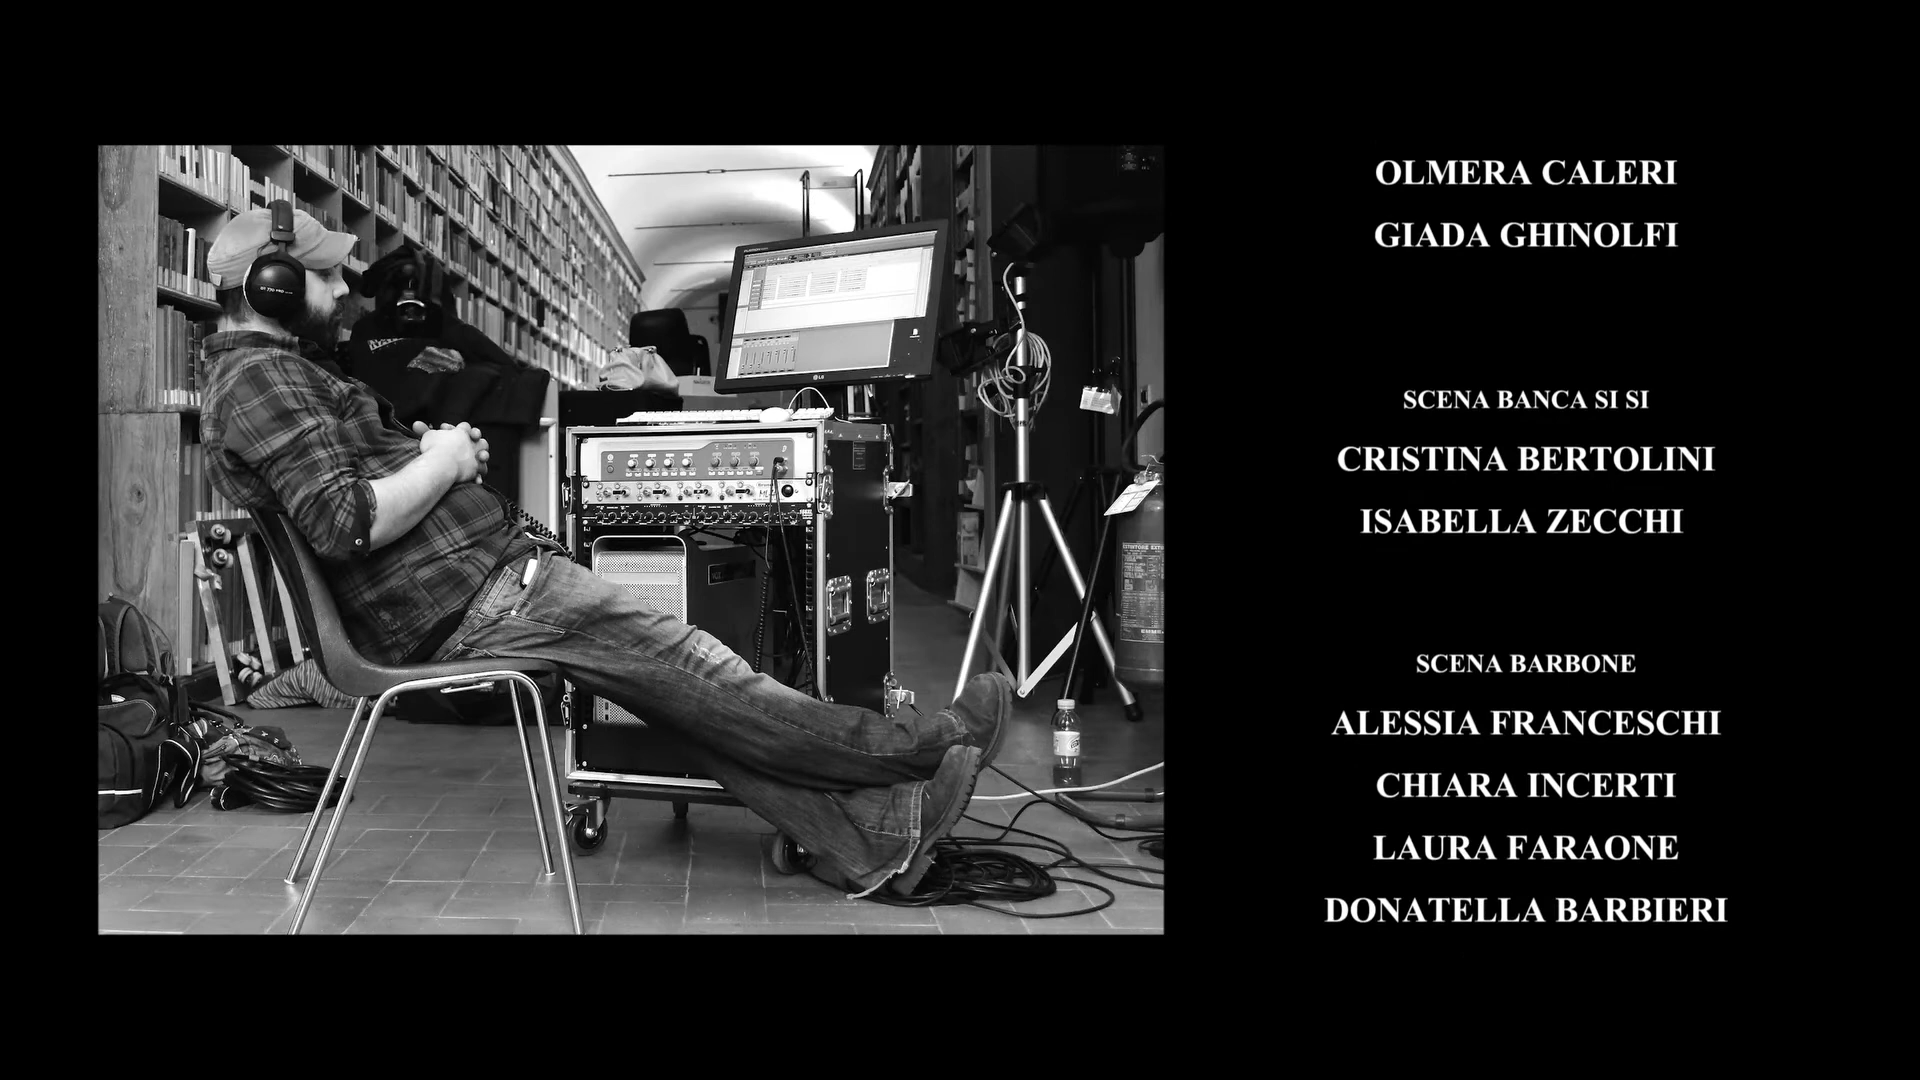 OLMERA CALERI
GIADA GHINOLFI
SCENA BANCA SI SI
CRISTINA BERTOLINI
ISABELLA ZECCHI
SCENA BARBONE
ALESSIA FRANCESCHI
CHIARA INCERTI
LAURA FARAONE
DONATELLA BARBIERI
LG